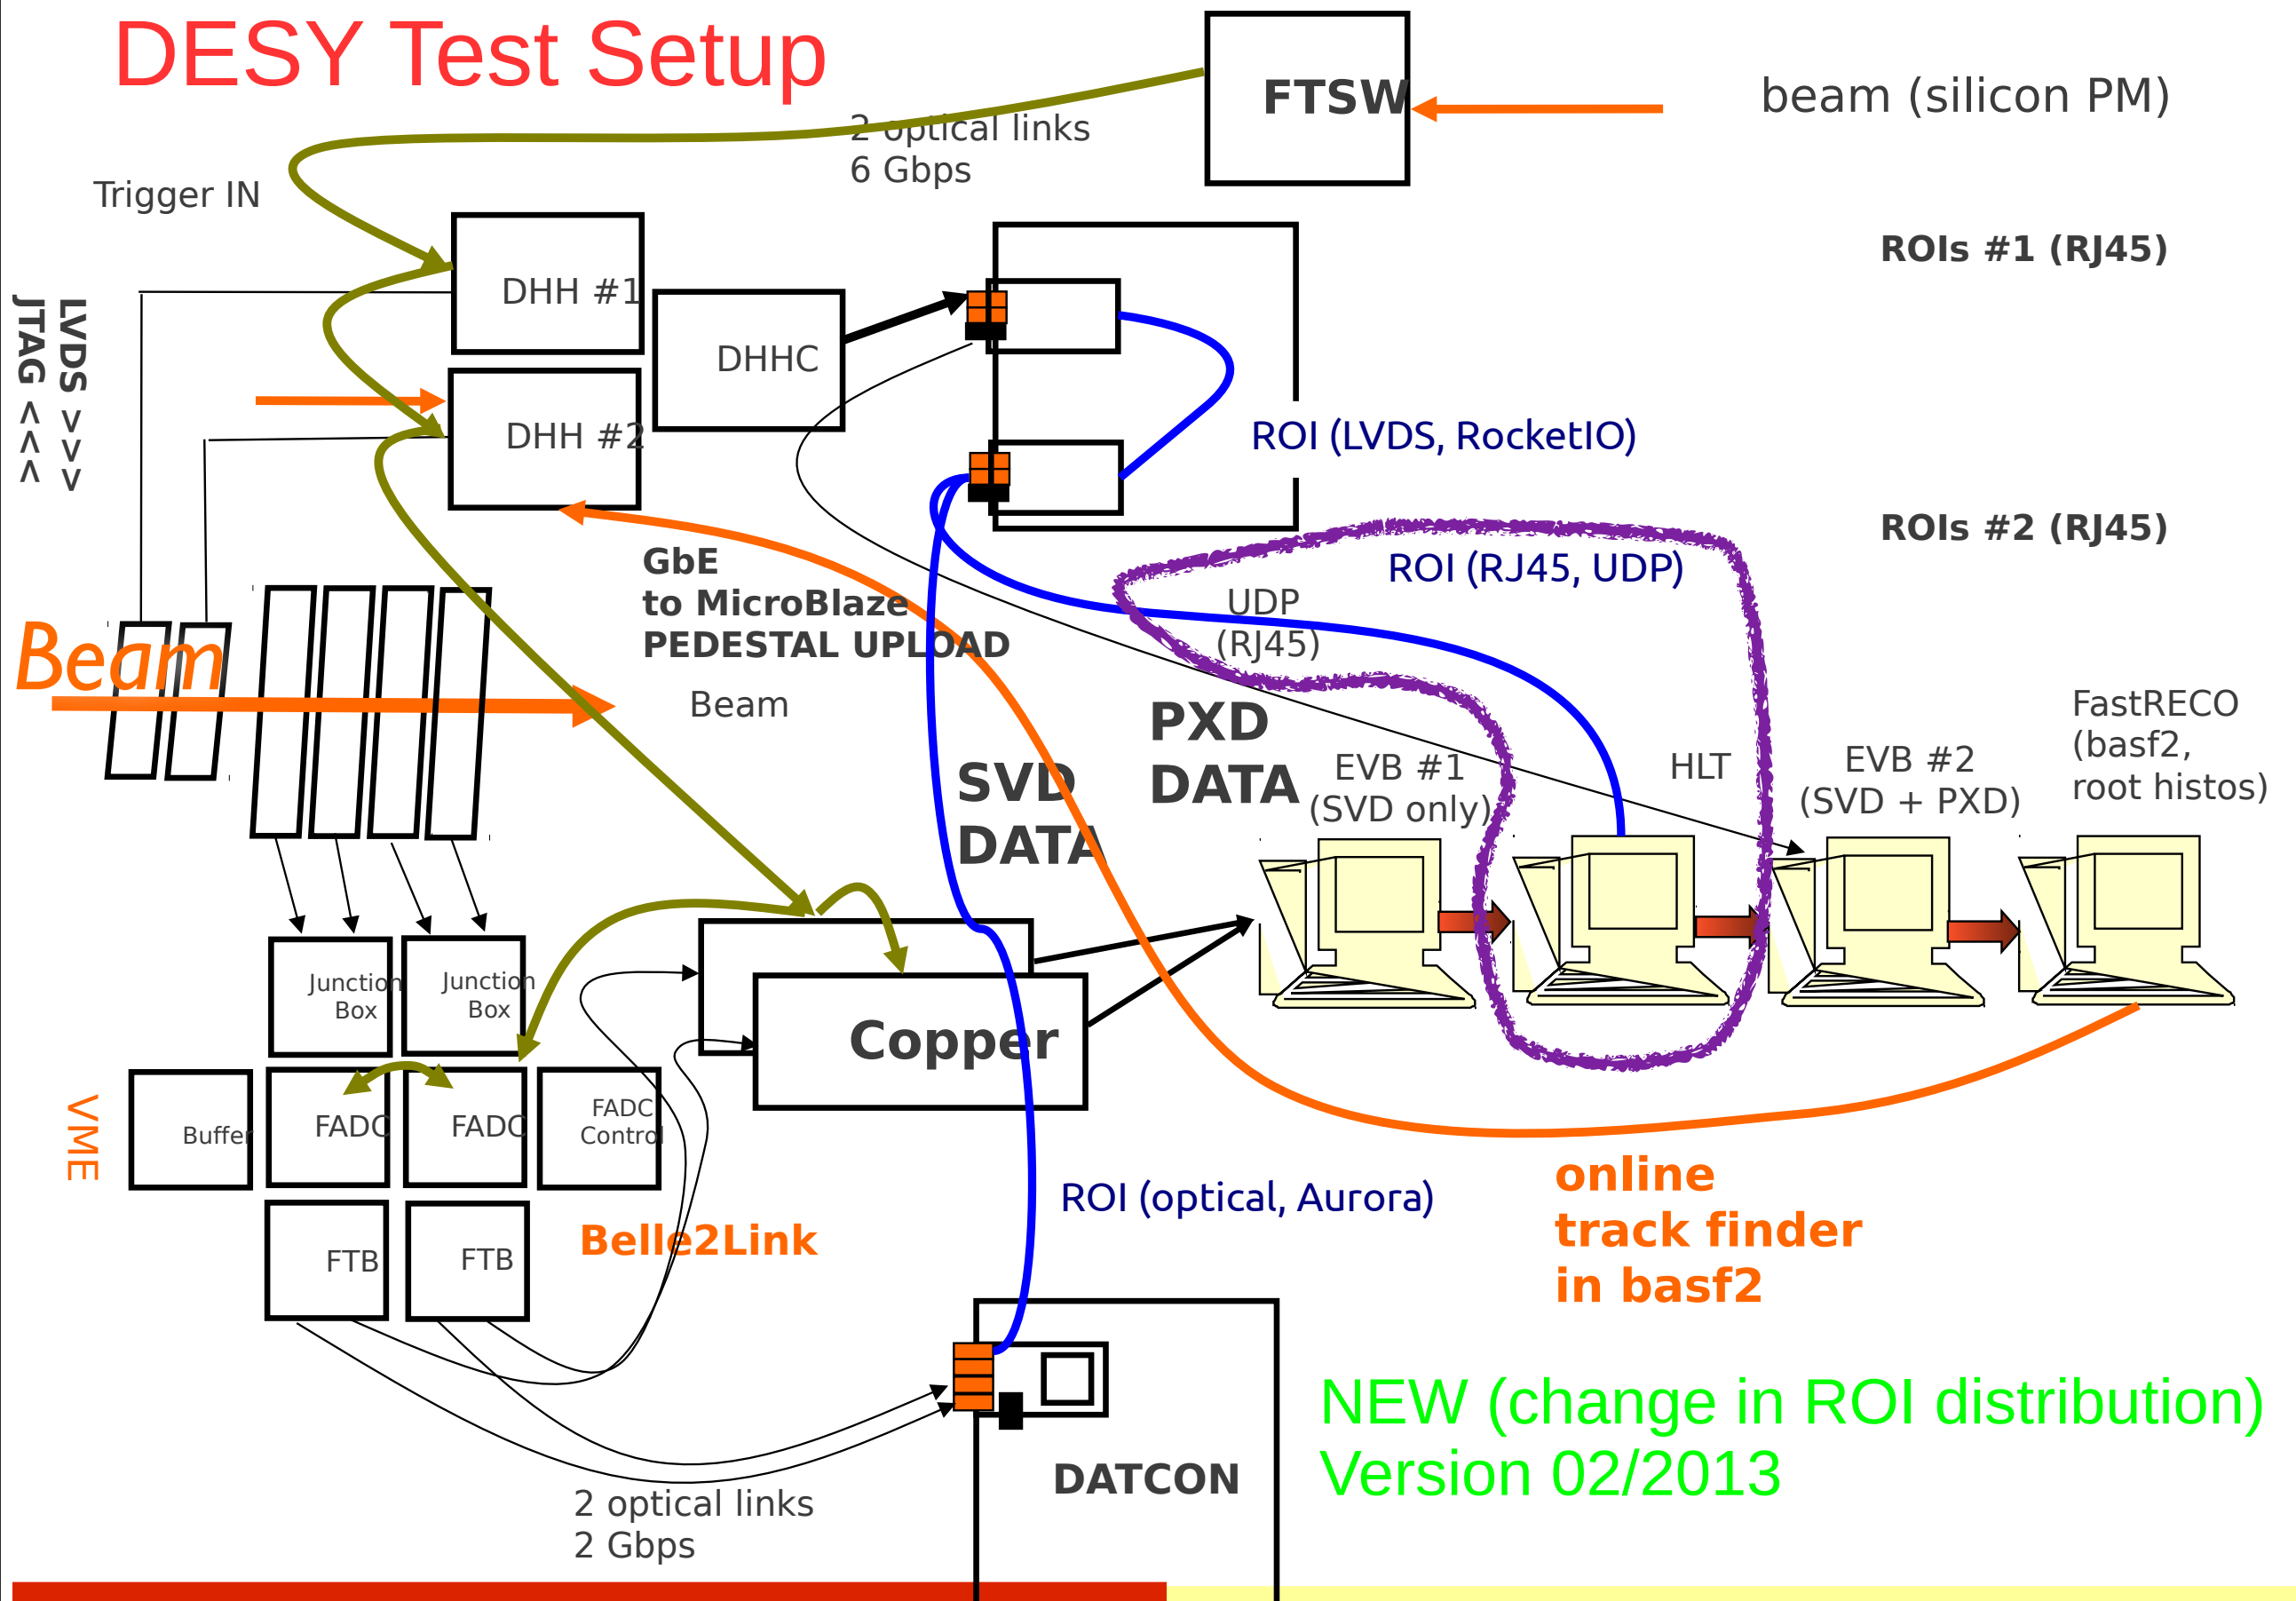 DESY Test Setup
FTSW
beam (silicon PM)
2 optical links
6 Gbps
Trigger IN
ROIs #1 (RJ45)
DHH #1
LVDS >>>
JTAG <<<
DHHC
DHH #2
ROI (LVDS, RocketIO)
ROIs #2 (RJ45)
GbE
to MicroBlaze
PEDESTAL UPLOAD
ROI (RJ45, UDP)
UDP
(RJ45)
Beam
Beam
PXD
DATA
SVD
DATA
EVB #1
(SVD only)
HLT
EVB #2
(SVD + PXD)
FastRECO
(basf2,
root histos)
Junction
Box
Junction
Box
Copper
VME
Buffer
FADC
FADC
FADC
Control
FTB
FTB
Belle2Link
ROI (optical, Aurora)
online
track finder
in basf2
NEW (change in ROI distribution)
Version 02/2013
DATCON
2 optical links
2 Gbps